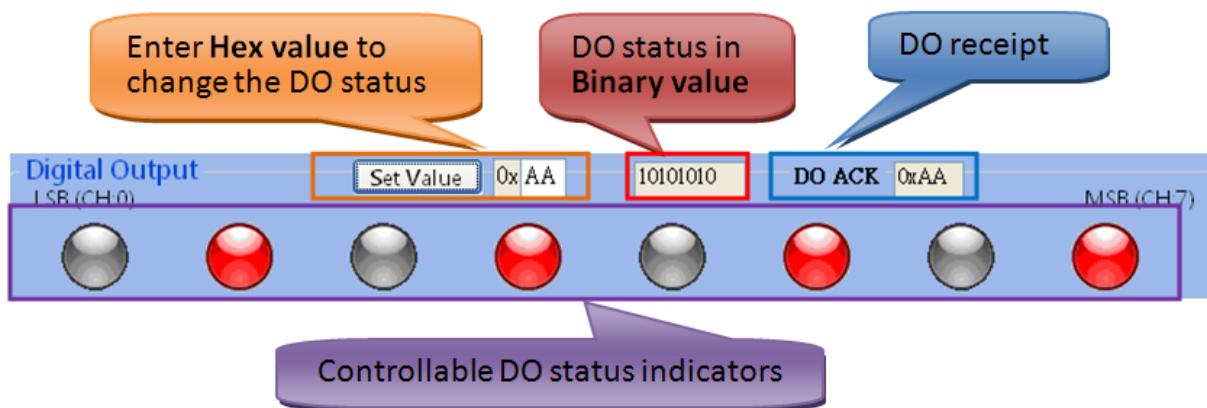 Enter Hex value to
change the DO status
DO status in
Binary value
DO receipt
Digital Output
Set Value
0x AA
10101010
DO ACK 0xAA
LSB (CH:0)
MSB (CH:7)
Controllable DO status indicators